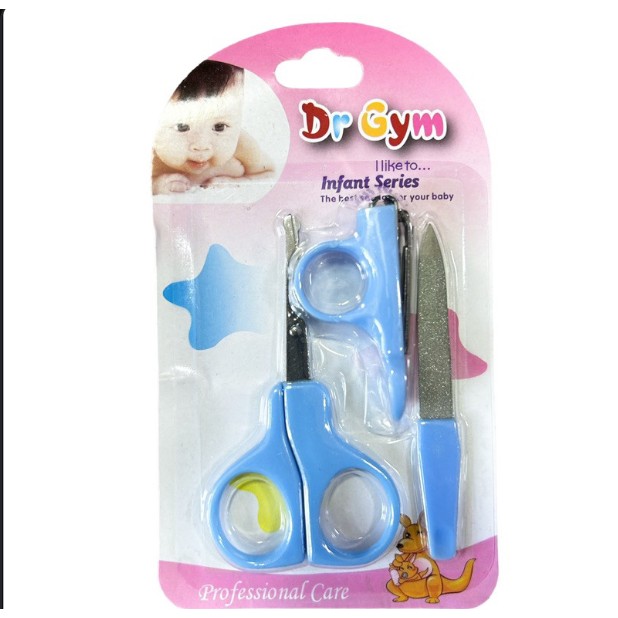 Dr Gym
I like to...
Infant Series
The best for your baby
Professional Care